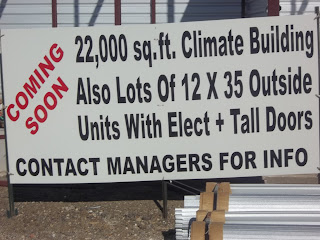 COMING
SOON
22,000 sq.ft. Climate Building
Also Lots Of 12 X 35 Outside
Units With Elect + Tall Doors
CONTACT MANAGERS FOR INFO